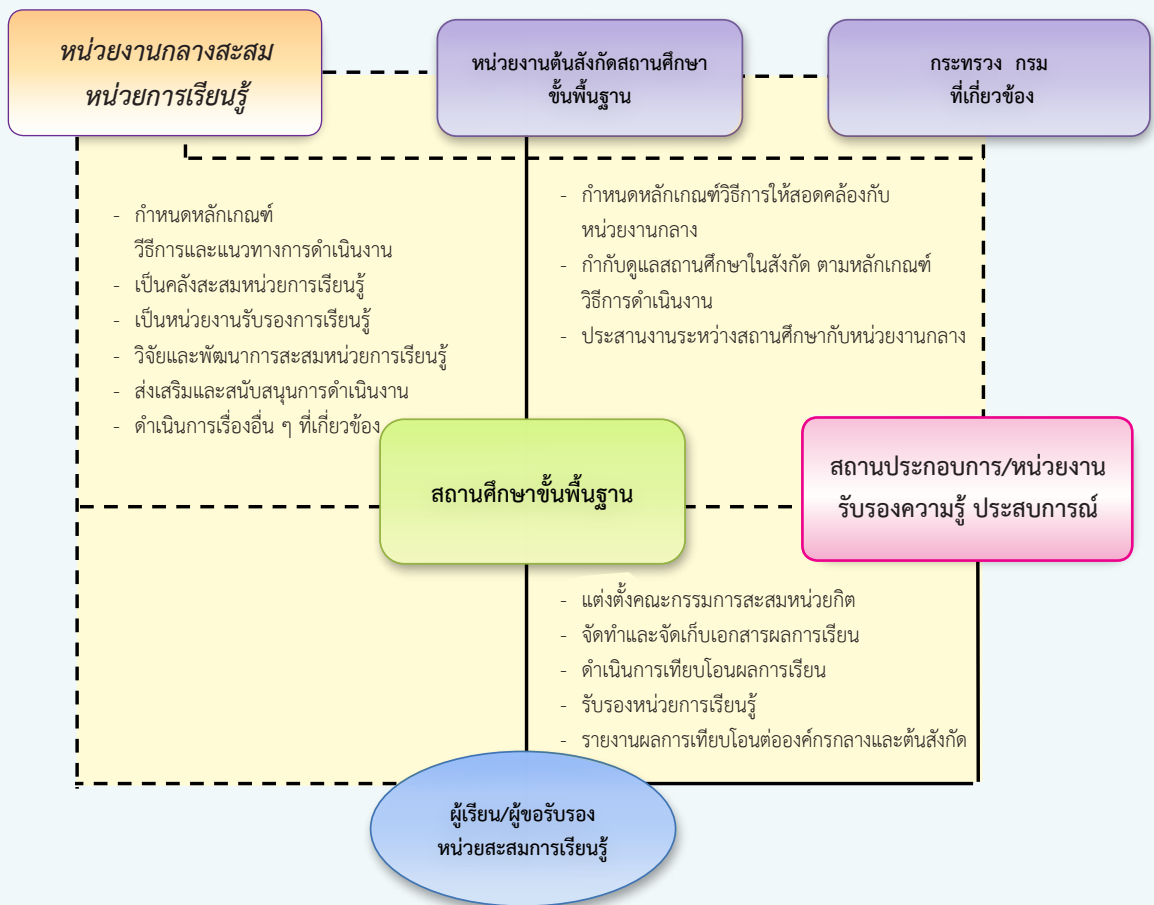 หน่วยงานกลางสะสม
หน่วยการเรียนรู้
หน่วยงานต้นสังกัดสถานศึกษา
ขั้นพื้นฐาน
กระทรวง กรม
ที่เกี่ยวข้อง
- กำหนดหลักเกณฑ์
วีธีการและแนวทางการดำเนินงาน
- เป็นคลังสะสมหน่วยการเรียนรู้
- เป็นหน่วยงานรับรองการเรียนรู้
- วิจัยและพัฒนาการสะสมหน่วยการเรียนรู้
- ส่งเสริมและสนับสนุนการดำเนินงาน
- ดำเนินการเรื่องอื่น ๆ ที่เกี่ยวข้อง
- กำหนดหลักเกณฑ์วิธีการให้สอดคล้องกับ
หน่วยงานกลาง
- กำกับดูแลสถานศึกษาในสังกัด ตามหลักเกณฑ์
วิธีการดำเนินงาน
- ประสานงานระหว่างสถานศึกษากับหน่วยงานกลาง
สถานศึกษาขั้นพื้นฐาน
สถานประกอบการ/หน่วยงาน
รับรองความรู้ ประสบการณ์
- แต่งตั้งคณะกรรมการสะสมหน่วยกิต
- จัดทำและจัดเก็บเอกสารผลการเรียน
- ดำเนินการเทียบโอนผลการเรียน
- รับรองหน่วยการเรียนรู้
- รายงานผลการเทียบโอนต่อองค์กรกลางและต้นสังกัด
ผู้เรียน/ผู้ขอรับรอง
หน่วยสะสมการเรียนรู้